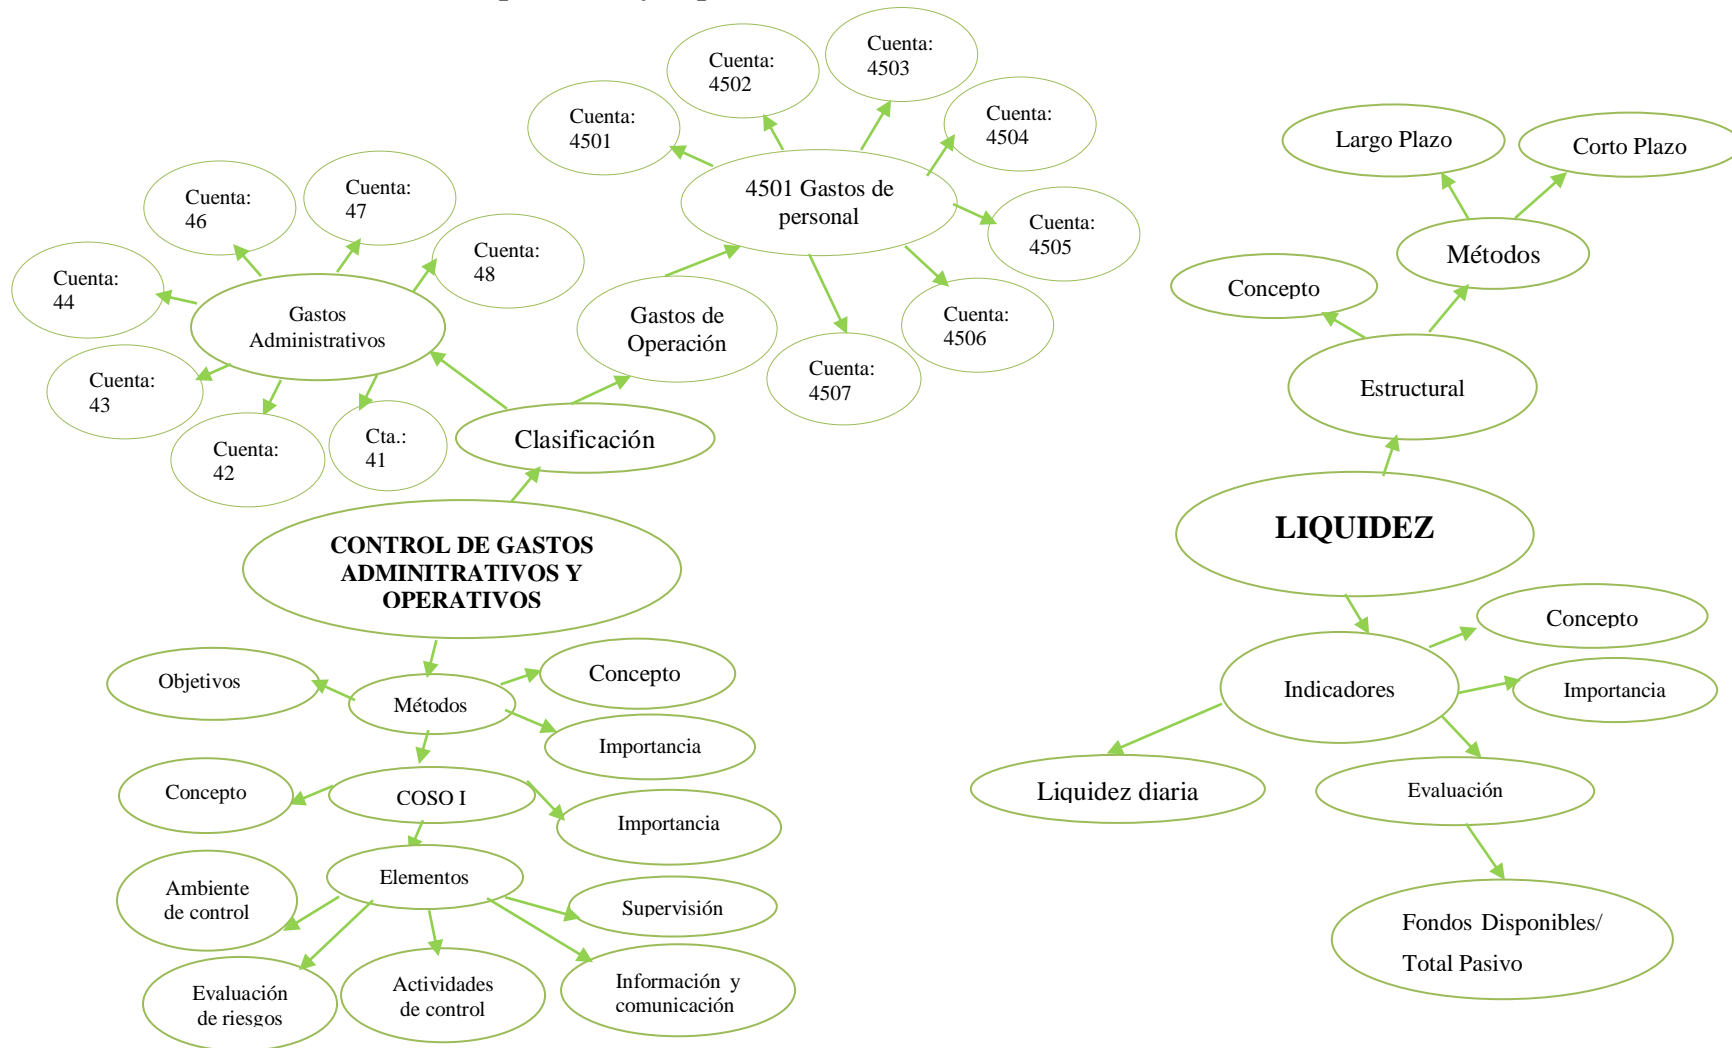 Cuenta:
4503
Cuenta:
4502
Cuenta:
4501
Cuenta:
4504
4501 Gastos de
personal
Cuenta:
4505
Cuenta:
4506
Cuenta:
4507
Gastos de
Operación
Cuenta:
46
Cuenta:
47
Cuenta:
48
Cuenta:
44
Gastos
Administrativos
Cuenta:
43
Cuenta:
42
Cta.:
41
Clasificación
CONTROL DE GASTOS
ADMINITRATIVOS Y
OPERATIVOS
Objetivos
Métodos
Concepto
Importancia
Concepto
COSO I
Importancia
Elementos
Ambiente
de control
Supervisión
Evaluación
de riesgos
Actividades
de control
Información y
comunicación
Largo Plazo
Corto Plazo
Métodos
Concepto
Estructural
LIQUIDEZ
Concepto
Indicadores
Importancia
Liquidez diaria
Evaluación
Fondos Disponibles/
Total Pasivo